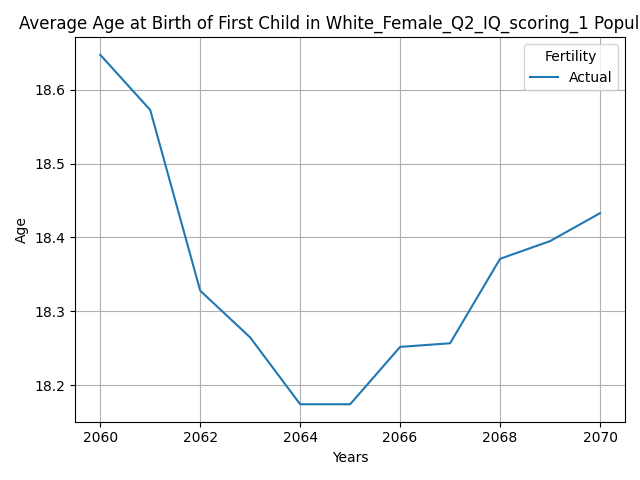 Average Age at Birth of First Child in White_Female_Q2_IQ_scoring_1 Popul
Fertility
Actual
18.6
18.5
18.4
18.3
18.2
Age
2060
2062
2064
2066
2068
2070
Years